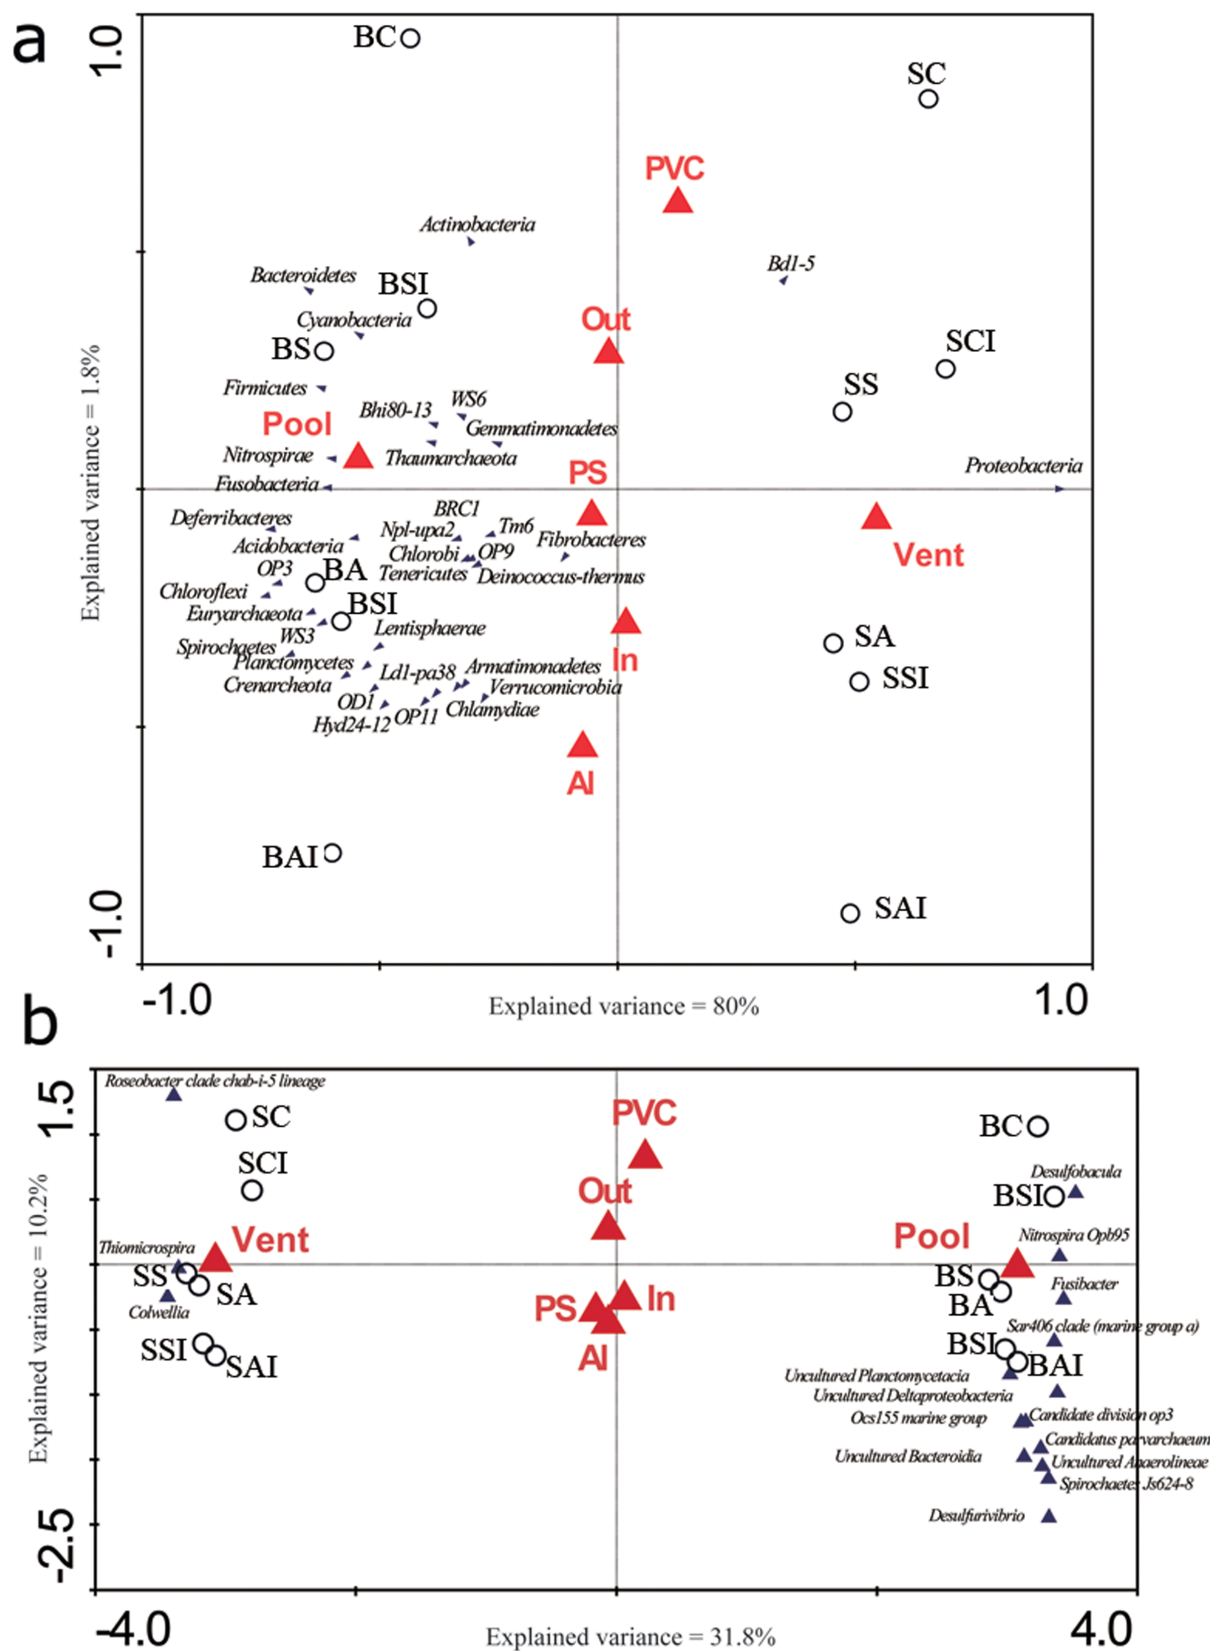 a
1.0
BC
SC
PVC
Actinobacteria
Bd1-5
Bacteroidetes
BSI
Cyanobacteria
Out
BS
SCI
SS
Firmicutes
WS6
Bhi80-13
Pool
Gemmatimonadetes
Nitrospirae
Thaumarchaeota
PS
Proteobacteria
Fusobacteria
Explained variance = 1.8%
Deferribacteres
BRC1
Npl-upa2
Tm6
Acidobacteria
Fibrobacteres
Chlorobi
OP9
Vent
OP3
BA
Tenericutes
Deinococcus-thermus
Chloroflexi
BSI
Euryarchaeota
WS3
Lentisphaerae
SA
Spirochaetes
Planctomycetes
In
Ld1-pa38
Armatimonadetes
SSI
Crenarcheota
Verrucomicrobia
OD1
OP11
Chlamydiae
Hyd24-12
AI
BAI
SAI
-1.0
-1.0
Explained variance = 80%
1.0
b
1.5
Roseobacter clade chab-i-5 lineage
SC
PVC
BC
SCI
Desulfobacula
Out
BSI
Vent
Pool
Nitrospira Opb95
Thiomicrospira
SS
BS
SA
PS
In
BA
Fusibacter
Colwellia
Sar406 clade (marine group a)
SSI
SAI
AI
BSI
BAI
Explained variance = 10.2%
Uncultured Planctomycetacia
Uncultured Deltaproteobacteria
Ocs155 marine group
Candidate division op3
Candidatus parvarchaeum
Uncultured Bacteroidia
Uncultured Anaerolineae
Spirochaetes Js624-8
Desulfurivibrio
-2.5
-4.0
Explained variance = 31.8%
4.0